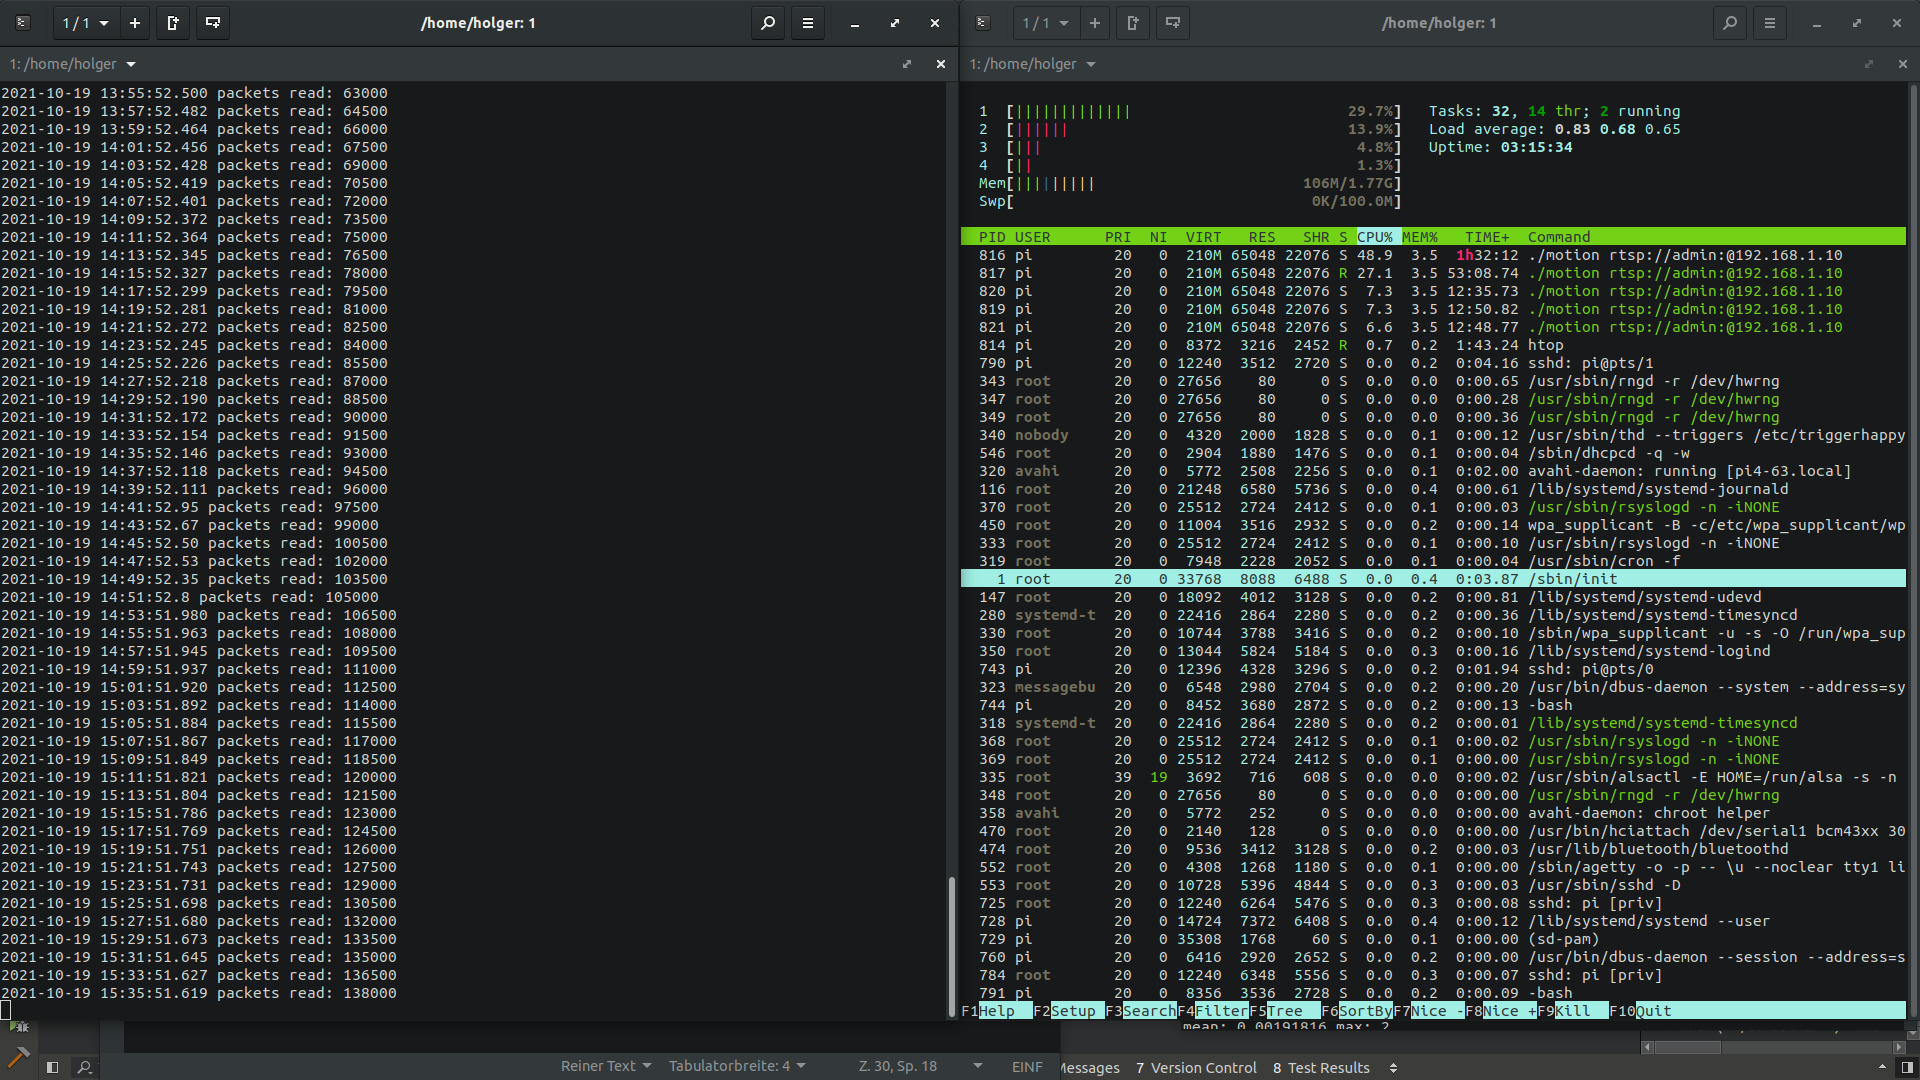 1 / 1 /home/holger: 1
1: /home/holger
2021-10-19 13:55:52.500 packets read: 63000
2021-10-19 13:57:52.482 packets read: 64500
2021-10-19 13:59:52.464 packets read: 66000
2021-10-19 14:01:52.456 packets read: 67500
2021-10-19 14:03:52.428 packets read: 69000
2021-10-19 14:05:52.419 packets read: 70500
2021-10-19 14:07:52.401 packets read: 72000
2021-10-19 14:09:52.372 packets read: 73500
2021-10-19 14:11:52.364 packets read: 75000
2021-10-19 14:13:52.345 packets read: 76500
2021-10-19 14:15:52.327 packets read: 78000
2021-10-19 14:17:52.299 packets read: 79500
2021-10-19 14:19:52.281 packets read: 81000
2021-10-19 14:21:52.272 packets read: 82500
2021-10-19 14:23:52.245 packets read: 84000
2021-10-19 14:25:52.226 packets read: 85500
2021-10-19 14:27:52.218 packets read: 87000
2021-10-19 14:29:52.190 packets read: 88500
2021-10-19 14:31:52.172 packets read: 90000
2021-10-19 14:33:52.154 packets read: 91500
2021-10-19 14:35:52.146 packets read: 93000
2021-10-19 14:37:52.118 packets read: 94500
2021-10-19 14:39:52.111 packets read: 96000
2021-10-19 14:41:52.95 packets read: 97500
2021-10-19 14:43:52.67 packets read: 99000
2021-10-19 14:45:52.50 packets read: 100500
2021-10-19 14:47:52.53 packets read: 102000
2021-10-19 14:49:52.35 packets read: 103500
2021-10-19 14:51:52.8 packets read: 105000
2021-10-19 14:53:51.980 packets read: 106500
2021-10-19 14:55:51.963 packets read: 108000
2021-10-19 14:57:51.945 packets read: 109500
2021-10-19 14:59:51.937 packets read: 111000
2021-10-19 15:01:51.920 packets read: 112500
2021-10-19 15:03:51.892 packets read: 114000
2021-10-19 15:05:51.884 packets read: 115500
2021-10-19 15:07:51.867 packets read: 117000
2021-10-19 15:09:51.849 packets read: 118500
2021-10-19 15:11:51.821 packets read: 120000
2021-10-19 15:13:51.804 packets read: 121500
2021-10-19 15:15:51.786 packets read: 123000
2021-10-19 15:17:51.769 packets read: 124500
2021-10-19 15:19:51.751 packets read: 126000
2021-10-19 15:21:51.743 packets read: 127500
2021-10-19 15:23:51.731 packets read: 129000
2021-10-19 15:25:51.698 packets read: 130500
2021-10-19 15:27:51.680 packets read: 132000
2021-10-19 15:29:51.673 packets read: 133500
2021-10-19 15:31:51.645 packets read: 135000
2021-10-19 15:33:51.627 packets read: 136500
2021-10-19 15:35:51.619 packets read: 138000
1 / 1 /home/holger: 1
1: /home/holger
1 [||||||||||||| 29.7%] Tasks: 32, 14 thr; 2 running
2 [|||||| 13.9%] Load average: 0.83 0.68 0.65
3 [||| 4.8%] Uptime: 03:15:34
4 [|| 1.3%]
Mem[||||||||| 106M/1.77G]
Swp[ 0K/100.0M]
PID USER PRI NI VIRT RES SHR S CPU% MEM% TIME+ Command
816 pi 20 0 210M 65048 22076 S 48.9 3.5 1h32:12 ./motion rtsp://admin:@192.168.1.10
817 pi 20 0 210M 65048 22076 R 27.1 3.5 53:08.74 ./motion rtsp://admin:@192.168.1.10
820 pi 20 0 210M 65048 22076 S 7.3 3.5 12:35.73 ./motion rtsp://admin:@192.168.1.10
819 pi 20 0 210M 65048 22076 S 7.3 3.5 12:50.82 ./motion rtsp://admin:@192.168.1.10
821 pi 20 0 210M 65048 22076 S 6.6 3.5 12:48.77 ./motion rtsp://admin:@192.168.1.10
814 pi 20 0 8372 3216 2452 R 0.7 0.2 1:43.24 htop
790 pi 20 0 12240 3512 2720 S 0.0 0.2 0:04.16 sshd: pi@pts/1
343 root 20 0 27656 80 0 S 0.0 0.0 0:00.65 /usr/sbin/rngd -r /dev/hwrng
347 root 20 0 27656 80 0 S 0.0 0.0 0:00.28 /usr/sbin/rngd -r /dev/hwrng
349 root 20 0 27656 80 0 S 0.0 0.0 0:00.36 /usr/sbin/rngd -r /dev/hwrng
340 nobody 20 0 4320 2000 1828 S 0.0 0.1 0:00.12 /usr/sbin/thd --triggers /etc/triggerhappy
546 root 20 0 2904 1880 1476 S 0.0 0.1 0:00.04 /sbin/dhcpcd -q -w
320 avahi 20 0 5772 2508 2256 S 0.0 0.1 0:02.00 avahi-daemon: running [pi4-63.local]
116 root 20 0 21248 6580 5736 S 0.0 0.4 0:00.61 /lib/systemd/systemd-journald
370 root 20 0 25512 2724 2412 S 0.0 0.1 0:00.03 /usr/sbin/rsyslogd -n -iNONE
450 root 20 0 11004 3516 2932 S 0.0 0.2 0:00.14 wpa_supplicant -B -c/etc/wpa_supplicant/wp
333 root 20 0 25512 2724 2412 S 0.0 0.1 0:00.10 /usr/sbin/rsyslogd -n -iNONE
319 root 20 0 7948 2228 2052 S 0.0 0.1 0:00.04 /usr/sbin/cron -f
1 root 20 0 33768 8088 6488 S 0.0 0.4 0:03.87 /sbin/init
147 root 20 0 18092 4012 3128 S 0.0 0.2 0:00.81 /lib/systemd/systemd-udevd
280 systemd-t 20 0 22416 2864 2280 S 0.0 0.2 0:00.36 /lib/systemd/systemd-timesyncd
330 root 20 0 10744 3788 3416 S 0.0 0.2 0:00.10 /sbin/wpa_supplicant -u -s -O /run/wpa_sup
350 root 20 0 13044 5824 5184 S 0.0 0.3 0:00.16 /lib/systemd/systemd-logind
743 pi 20 0 12396 4328 3296 S 0.0 0.2 0:01.94 sshd: pi@pts/0
323 messagebu 20 0 6548 2980 2704 S 0.0 0.2 0:00.20 /usr/bin/dbus-daemon --system --address=sy
744 pi 20 0 8452 3680 2872 S 0.0 0.2 0:00.13 -bash
318 systemd-t 20 0 22416 2864 2280 S 0.0 0.2 0:00.01 /lib/systemd/systemd-timesyncd
368 root 20 0 25512 2724 2412 S 0.0 0.1 0:00.02 /usr/sbin/rsyslogd -n -iNONE
369 root 20 0 25512 2724 2412 S 0.0 0.1 0:00.00 /usr/sbin/rsyslogd -n -iNONE
335 root 39 19 3692 716 608 S 0.0 0.0 0:00.02 /usr/sbin/alsactl -E HOME=/run/alsa -s -n
348 root 20 0 27656 80 0 S 0.0 0.0 0:00.00 /usr/sbin/rngd -r /dev/hwrng
358 avahi 20 0 5772 252 0 S 0.0 0.0 0:00.00 avahi-daemon: chroot helper
470 root 20 0 2140 128 0 S 0.0 0.0 0:00.00 /usr/bin/hciattach /dev/serial1 bcm43xx 30
474 root 20 0 9536 3412 3128 S 0.0 0.2 0:00.03 /usr/lib/bluetooth/bluetoothd
552 root 20 0 4308 1268 1180 S 0.0 0.1 0:00.00 /sbin/agetty -o -p -- \u --noclear tty1 li
553 root 20 0 10728 5396 4844 S 0.0 0.3 0:00.03 /usr/sbin/sshd -D
725 root 20 0 12240 6264 5476 S 0.0 0.3 0:00.08 sshd: pi [priv]
728 pi 20 0 14724 7372 6408 S 0.0 0.4 0:00.12 /lib/systemd/systemd --user
729 pi 20 0 35308 1768 60 S 0.0 0.1 0:00.00 (sd-pam)
760 pi 20 0 6416 2920 2652 S 0.0 0.2 0:00.00 /usr/bin/dbus-daemon --session --address=s
784 root 20 0 12240 6348 5556 S 0.0 0.3 0:00.07 sshd: pi [priv]
791 pi 20 0 8356 3536 2728 S 0.0 0.2 0:00.09 -bash
F1Help F2Setup F3SearchF4FilterF5Tree F6SortByF7Nice -F8Nice +F9Kill F10Quit
mean: 0.00191816 max: 2
Reiner Text Tabulatorbreite: 4 Z. 30, Sp. 18 EINF Messages 7 Version Control 8 Test Results